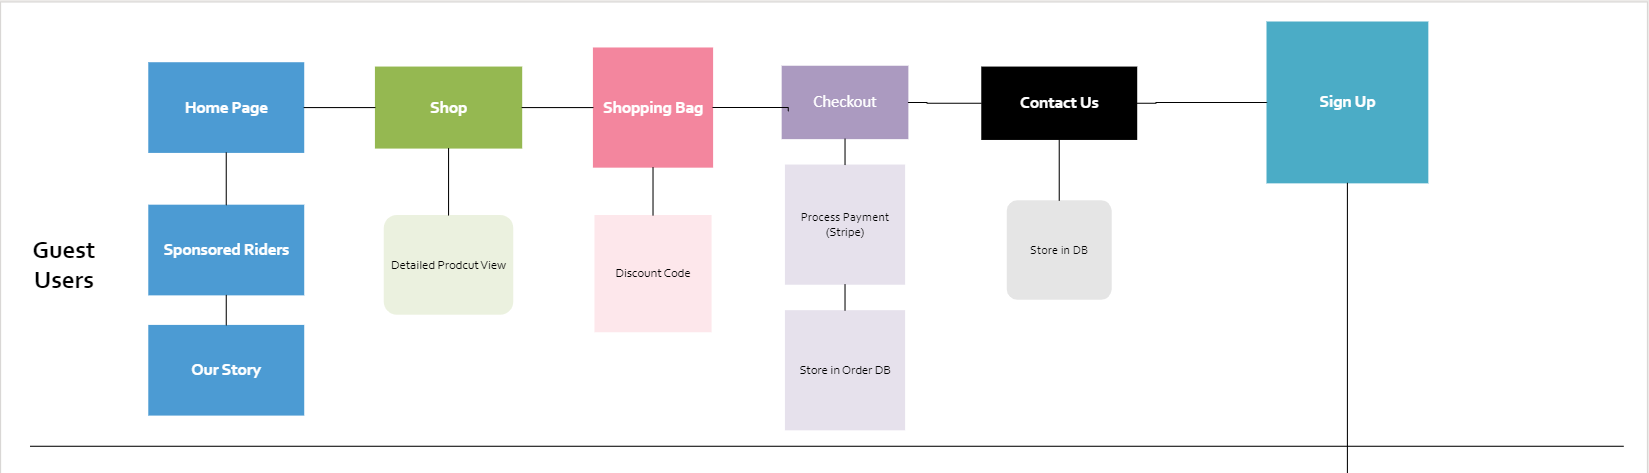 Home Page
Shop
Shopping Bag
Checkout
Contact Us
Sign Up
Guest
Users
Sponsored Riders
Our Story
Detailed Prodcut View
Discount Code
Process Payment
(Stripe)
Store in Order DB
Store in DB